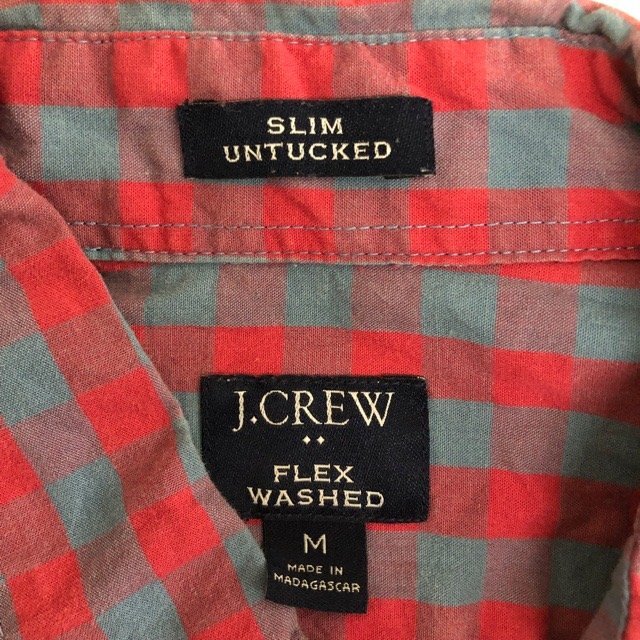 SLIM
UNTUCKED
J.CREW
FLEX
WASHED
M
MADE IN
MADAGASCAR